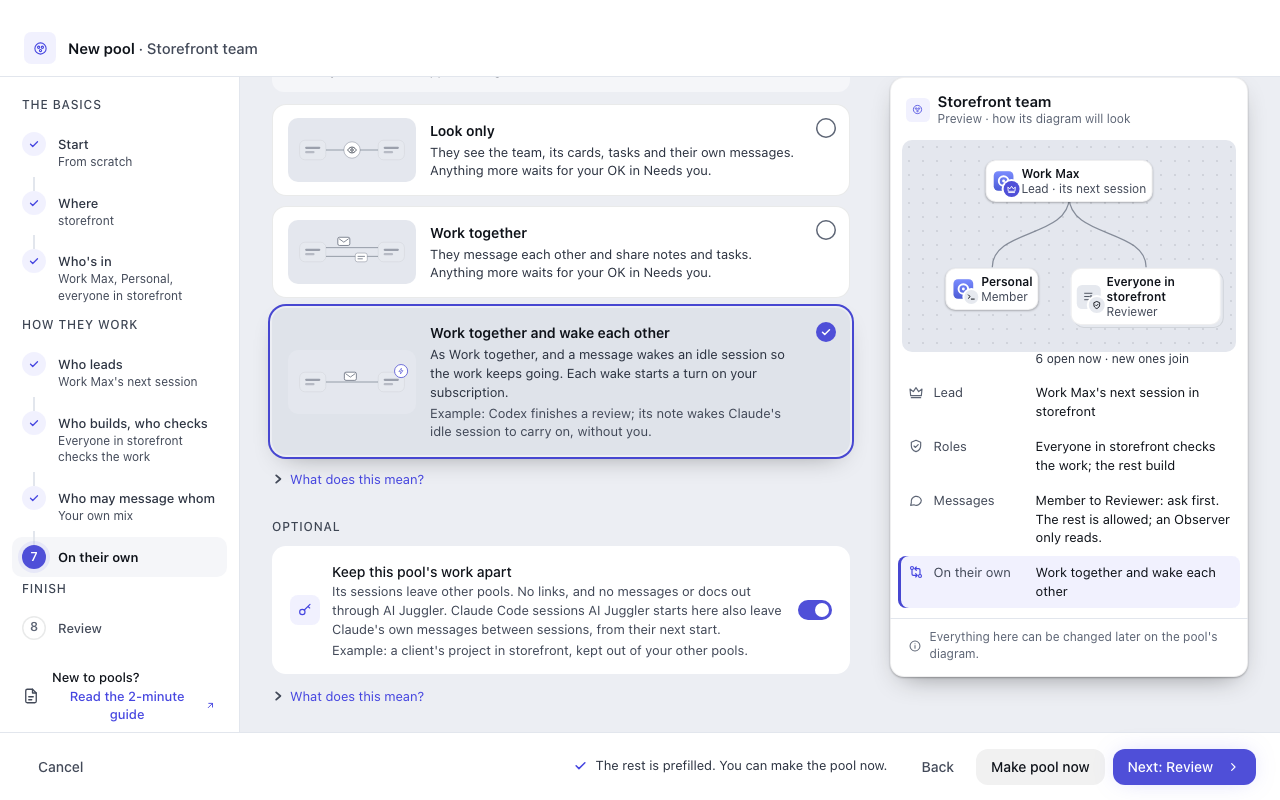 New pool · Storefront team
THE BASICS
Start
From scratch
Where
storefront
Who's in
Work Max, Personal,
everyone in storefront
HOW THEY WORK
Who leads
Work Max's next session
Who builds, who checks
Everyone in storefront
checks the work
Who may message whom
Your own mix
7
On their own
FINISH
8
Review
New to pools?
Read the 2-minute
guide
Look only
They see the team, its cards, tasks and their own messages.
Anything more waits for your OK in Needs you.
Work together
They message each other and share notes and tasks.
Anything more waits for your OK in Needs you.
Work together and wake each other
As Work together, and a message wakes an idle session so
the work keeps going. Each wake starts a turn on your
subscription.
Example: Codex finishes a review; its note wakes Claude's
idle session to carry on, without you.
What does this mean?
OPTIONAL
Keep this pool's work apart
Its sessions leave other pools. No links, and no messages or docs out
through AI Juggler. Claude Code sessions AI Juggler starts here also leave
Claude's own messages between sessions, from their next start.
Example: a client's project in storefront, kept out of your other pools.
What does this mean?
Storefront team
Preview · how its diagram will look
Work Max
Lead · its next session
Personal
Member
Everyone in
storefront
Reviewer
6 open now · new ones join
Lead
Work Max's next session in
storefront
Roles
Everyone in storefront checks
the work; the rest build
Messages
Member to Reviewer: ask first.
The rest is allowed; an Observer
only reads.
On their own
Work together and wake each
other
Everything here can be changed later on the pool's
diagram.
Cancel
The rest is prefilled. You can make the pool now.
Back
Make pool now
Next: Review